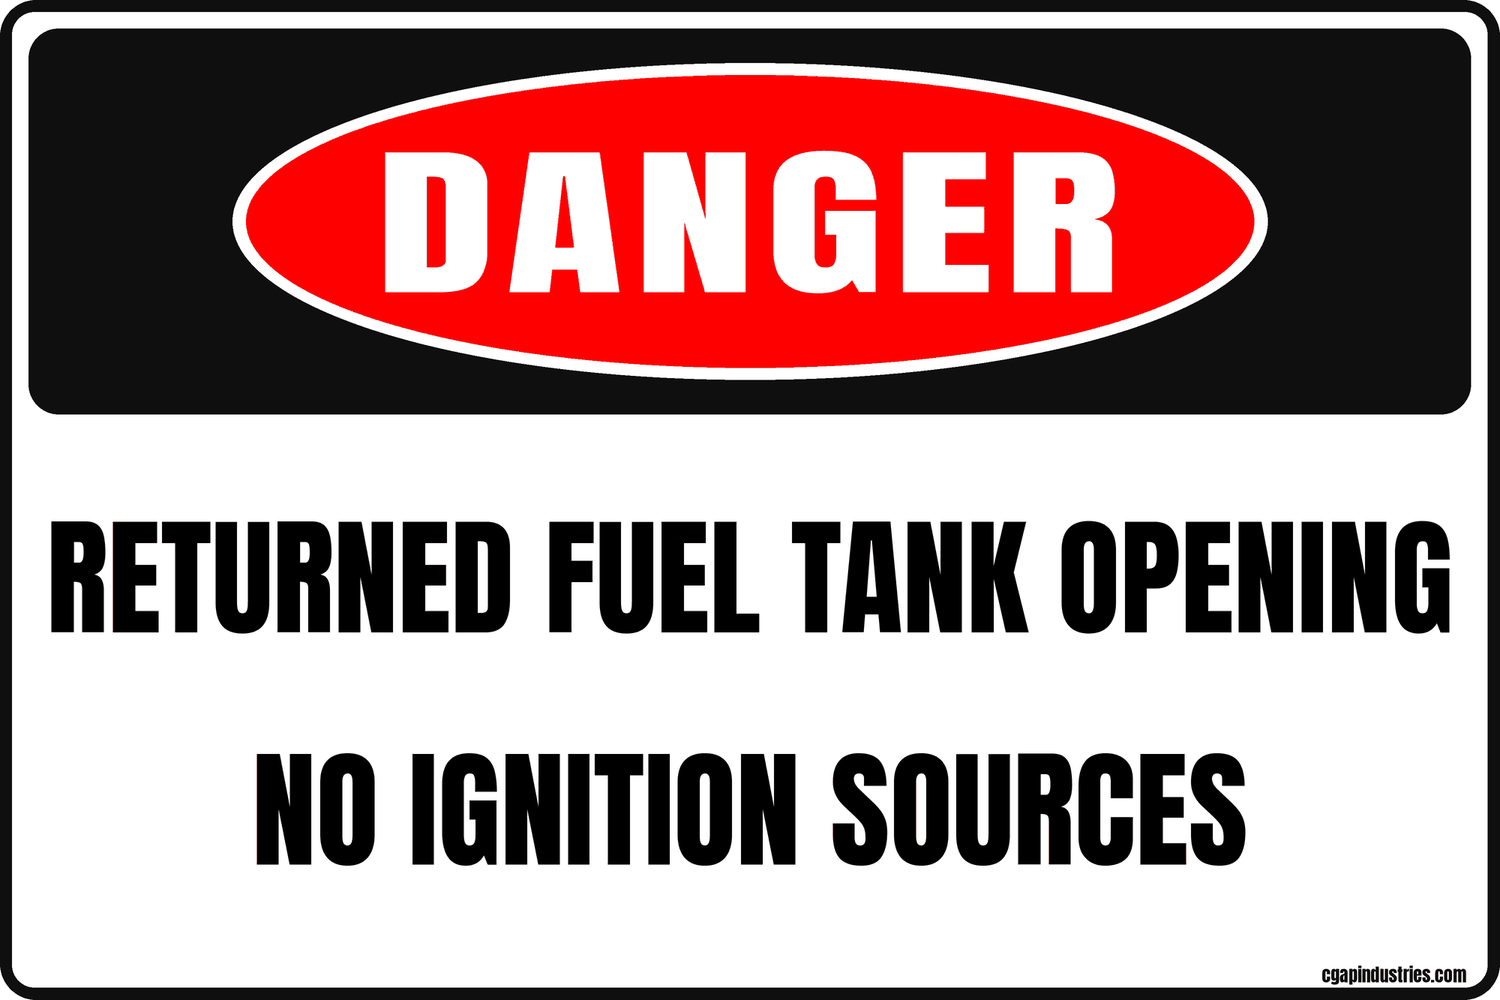 DANGER
RETURNED FUEL TANK OPENING
NO IGNITION SOURCES
cgapindustries.com